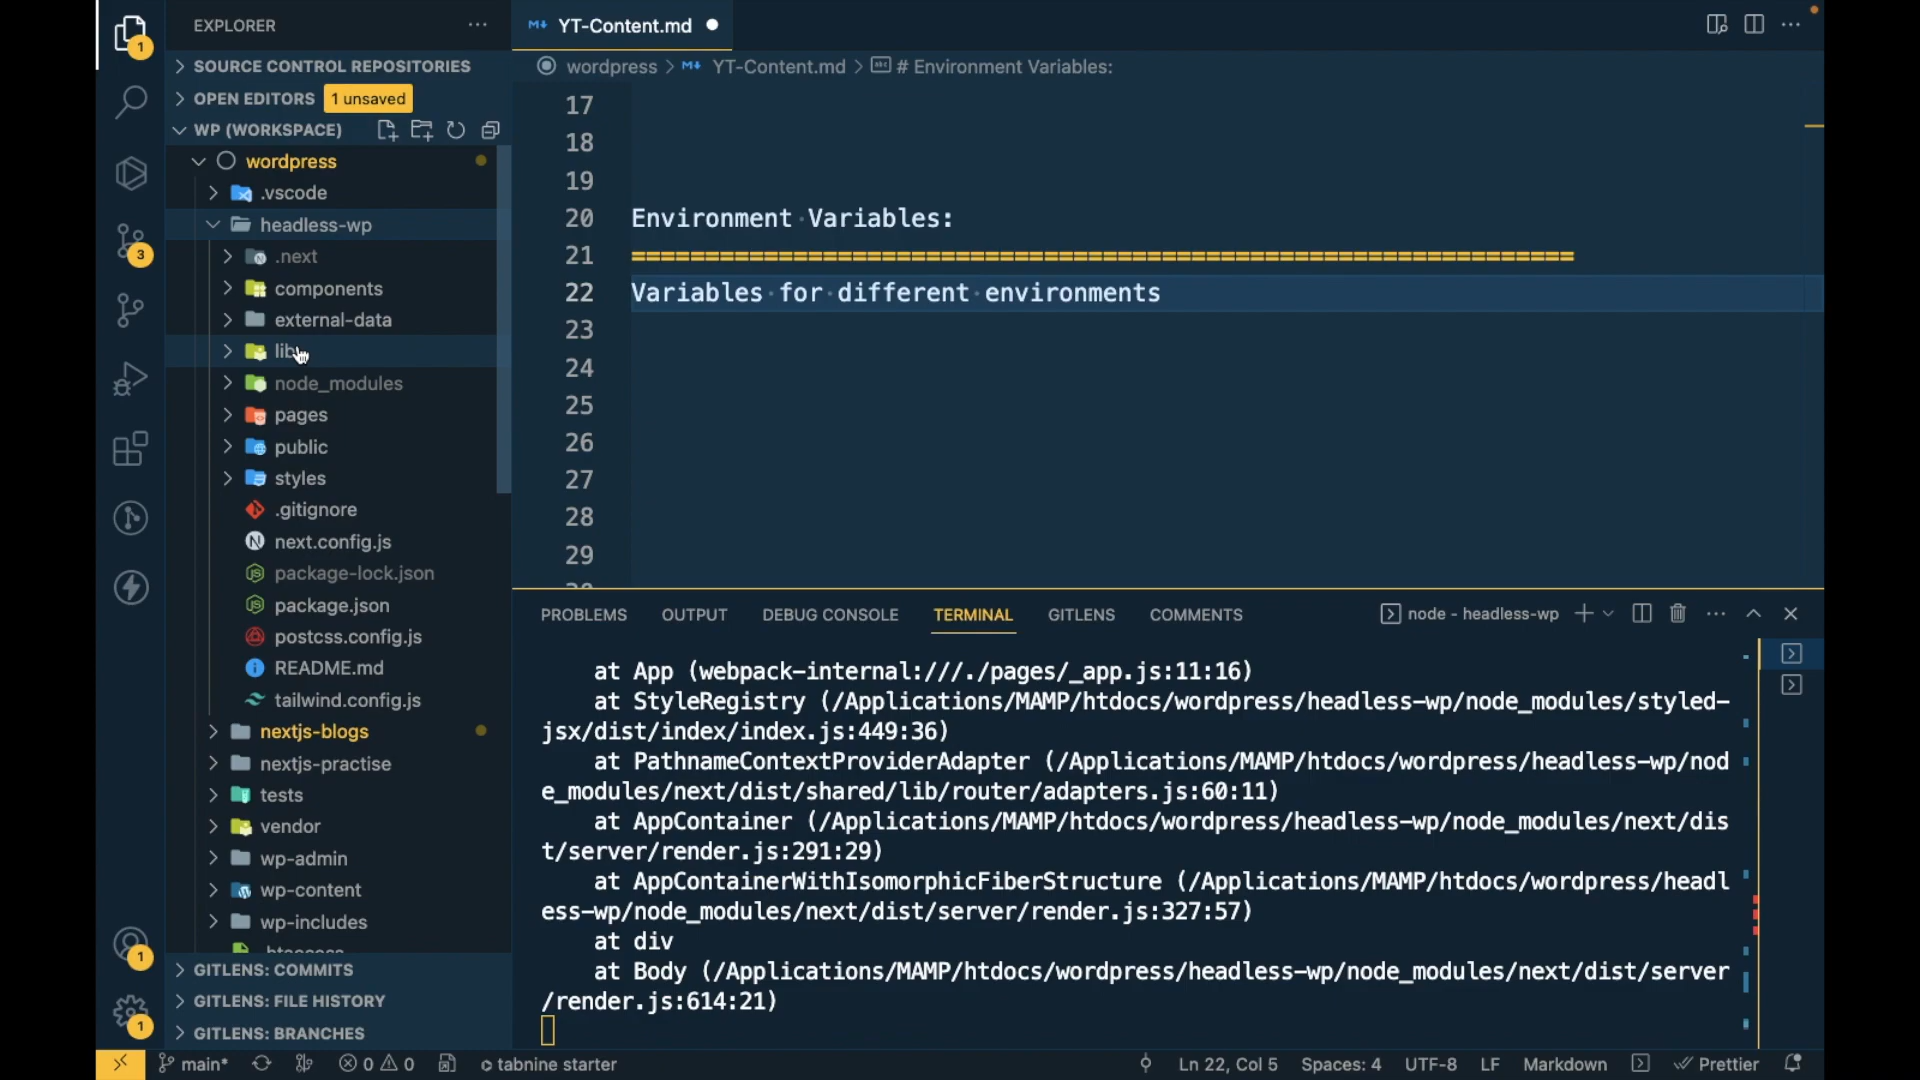 EXPLORER
SOURCE CONTROL REPOSITORIES
OPEN EDITORS 1 unsaved
WP (WORKSPACE)
wordpress
.vscode
headless-wp
.next
components
external-data
lib
node_modules
pages
public
styles
.gitignore
next.config.js
package-lock.json
package.json
postcss.config.js
README.md
tailwind.config.js
nextjs-blogs
nextjs-practise
tests
vendor
wp-admin
wp-content
wp-includes
GITLENS: COMMITS
GITLENS: FILE HISTORY
GITLENS: BRANCHES
1
3
1
1
YT-Content.md
wordpress > YT-Content.md > # Environment Variables:
17
18
19
20 Environment Variables:
21 ================================================================
22 Variables for different environments
23
24
25
26
27
28
29
PROBLEMS OUTPUT DEBUG CONSOLE TERMINAL GITLENS COMMENTS node - headless-wp
at App (webpack-internal:///./pages/_app.js:11:16)
at StyleRegistry (/Applications/MAMP/htdocs/wordpress/headless-wp/node_modules/styled-
jsx/dist/index/index.js:449:36)
at PathnameContextProviderAdapter (/Applications/MAMP/htdocs/wordpress/headless-wp/nod
e_modules/next/dist/shared/lib/router/adapters.js:60:11)
at AppContainer (/Applications/MAMP/htdocs/wordpress/headless-wp/node_modules/next/dis
t/server/render.js:291:29)
at AppContainerWithIsomorphicFiberStructure (/Applications/MAMP/htdocs/wordpress/headl
ess-wp/node_modules/next/dist/server/render.js:327:57)
at div
at Body (/Applications/MAMP/htdocs/wordpress/headless-wp/node_modules/next/dist/server
/render.js:614:21)
main* 0 0 tabnine starter Ln 22, Col 5 Spaces: 4 UTF-8 LF Markdown Prettier